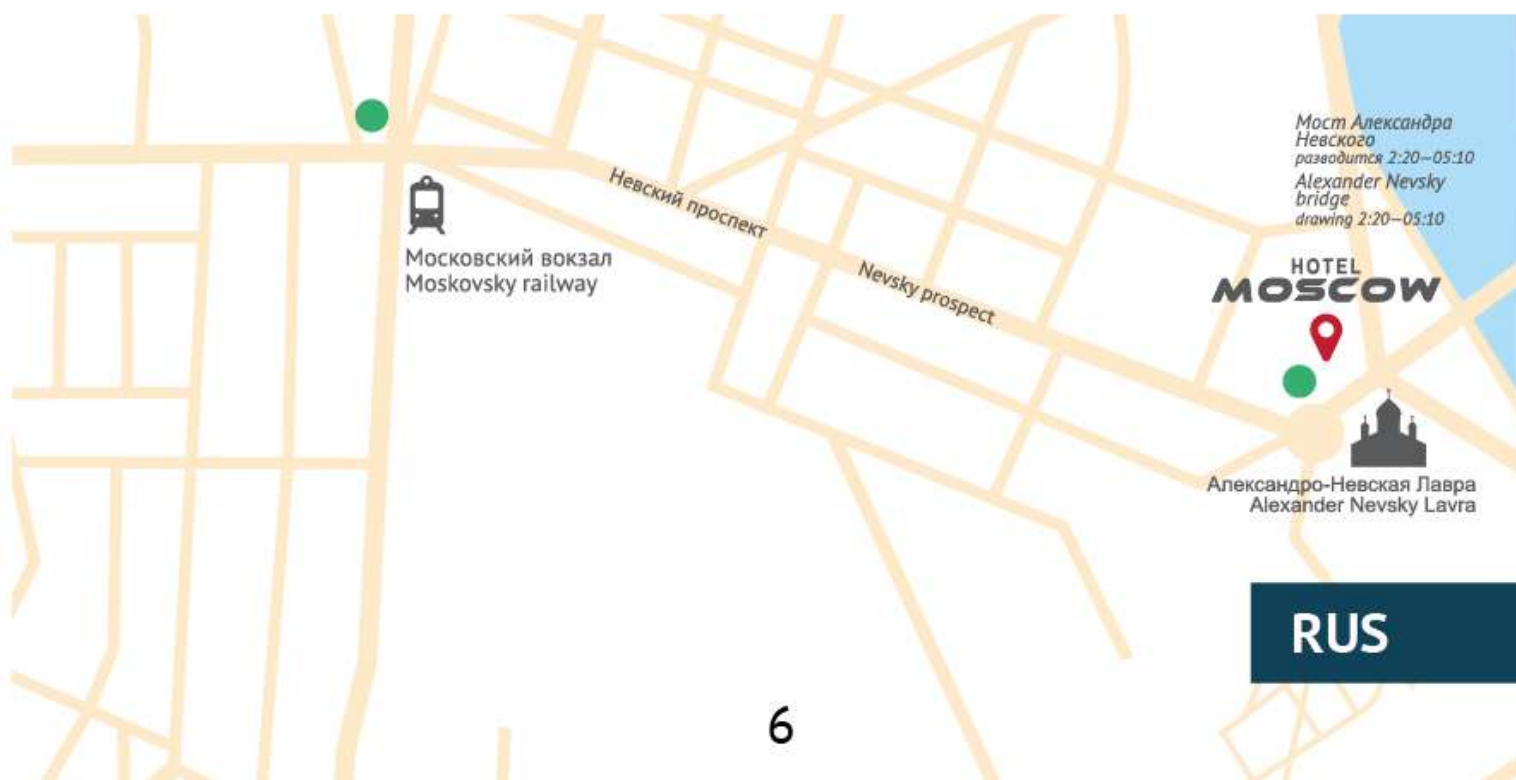 Мост Александра
Невского
разводится 2:20–05:10
Alexander Nevsky
bridge
drawing 2:20–05:10
Невский проспект
Московский вокзал
Moskovsky railway
Nevsky prospect
HOTEL
MOSCOW
Александро-Невская Лавра
Alexander Nevsky Lavra
RUS
6